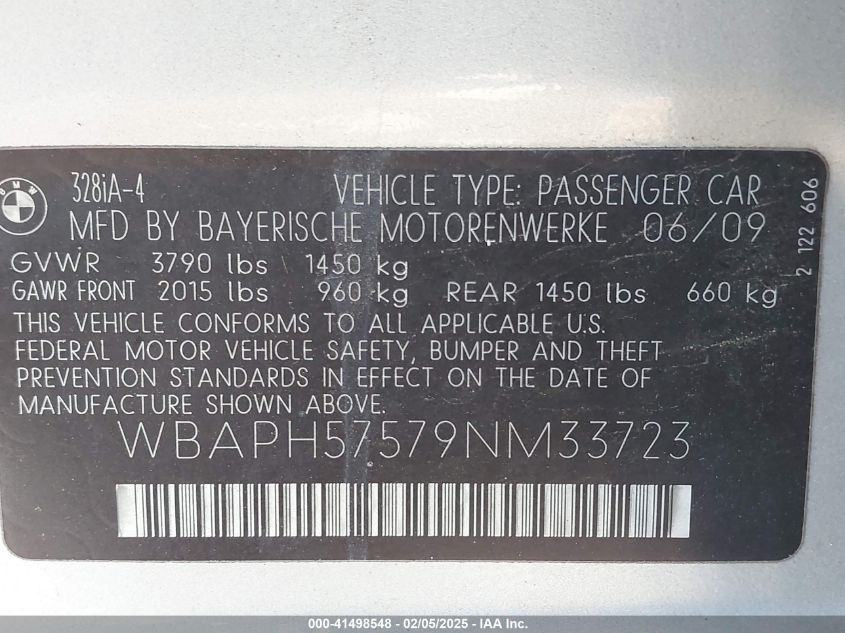 BMW
328iA-4 VEHICLE TYPE: PASSENGER CAR
MFD BY BAYERISCHE MOTORENWERKE 06/09
GVWR 3790 lbs 1450 kg
GAWR FRONT 2015 lbs 960 kg REAR 1450 lbs 660 kg
THIS VEHICLE CONFORMS TO ALL APPLICABLE U.S.
FEDERAL MOTOR VEHICLE SAFETY, BUMPER AND THEFT
PREVENTION STANDARDS IN EFFECT ON THE DATE OF
MANUFACTURE SHOWN ABOVE.
WBAPH57579NM33723
2 122 606
000-41498548 - 02/05/2025 - IAA Inc.